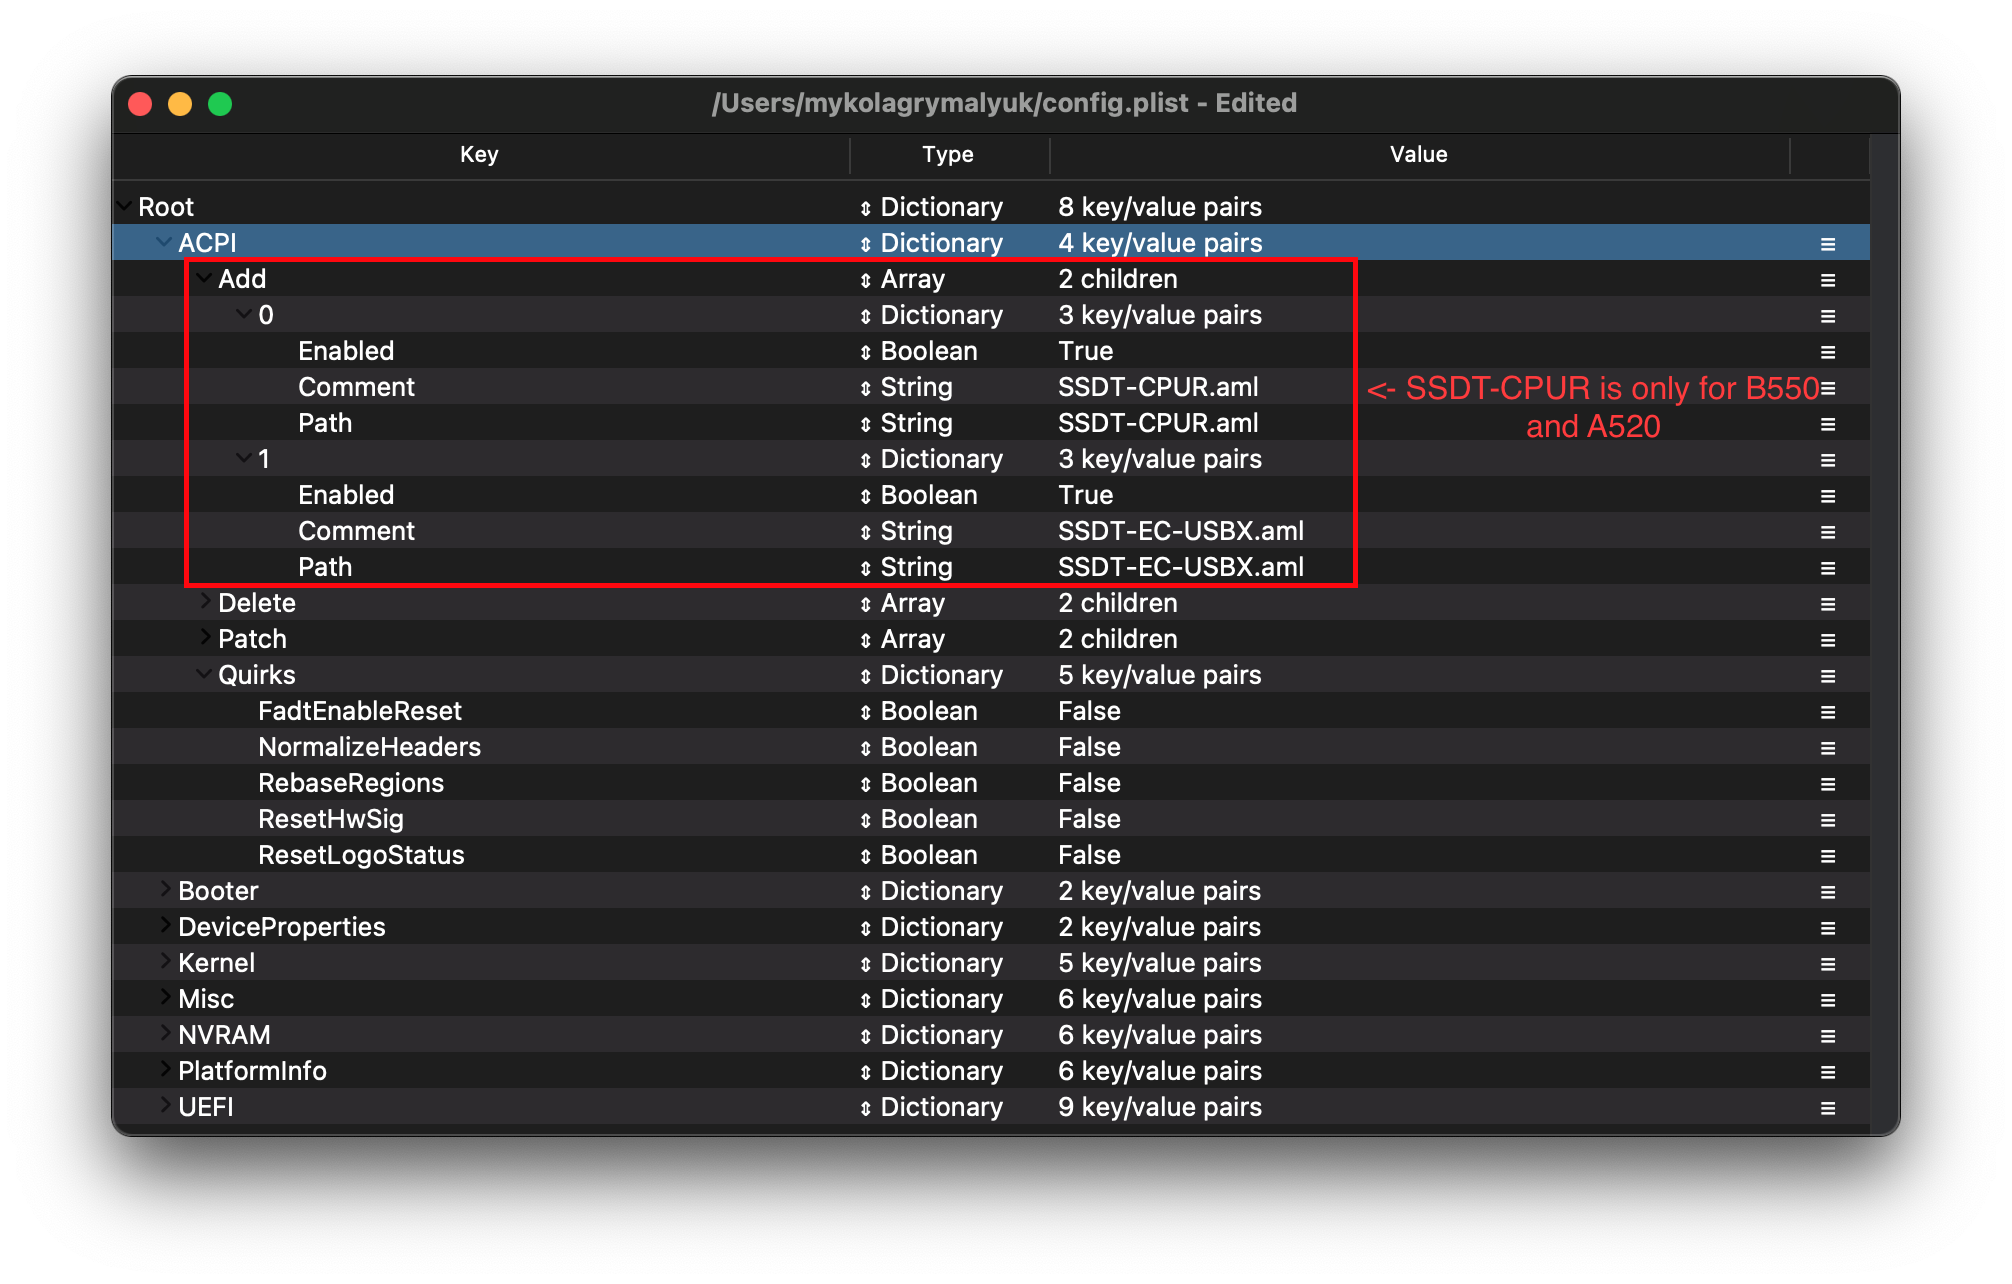 /Users/mykolagrymalyuk/config.plist - Edited
Key Type Value
Root Dictionary 8 key/value pairs
ACPI Dictionary 4 key/value pairs
Add Array 2 children
0 Dictionary 3 key/value pairs
Enabled Boolean True
Comment String SSDT-CPUR.aml <- SSDT-CPUR is only for B550
Path String SSDT-CPUR.aml and A520
1 Dictionary 3 key/value pairs
Enabled Boolean True
Comment String SSDT-EC-USBX.aml
Path String SSDT-EC-USBX.aml
Delete Array 2 children
Patch Array 2 children
Quirks Dictionary 5 key/value pairs
FadtEnableReset Boolean False
NormalizeHeaders Boolean False
RebaseRegions Boolean False
ResetHwSig Boolean False
ResetLogoStatus Boolean False
Booter Dictionary 2 key/value pairs
DeviceProperties Dictionary 2 key/value pairs
Kernel Dictionary 5 key/value pairs
Misc Dictionary 6 key/value pairs
NVRAM Dictionary 6 key/value pairs
PlatformInfo Dictionary 6 key/value pairs
UEFI Dictionary 9 key/value pairs